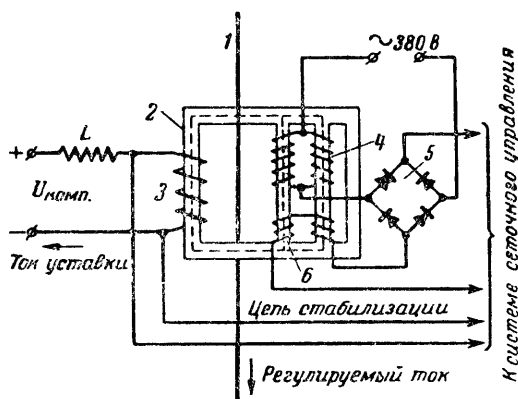 1
~380 В
2
L
4
5
+
Uкомп.
3
–
Ток уставки
6
Цепь стабилизации
Регулируемый ток
К системе сеточного управления